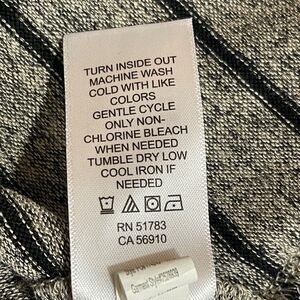 TURN INSIDE OUT
MACHINE WASH
COLD WITH LIKE
COLORS
GENTLE CYCLE
ONLY NON-
CHLORINE BLEACH
WHEN NEEDED
TUMBLE DRY LOW
COOL IRON IF
NEEDED
RN 51783
CA 56910